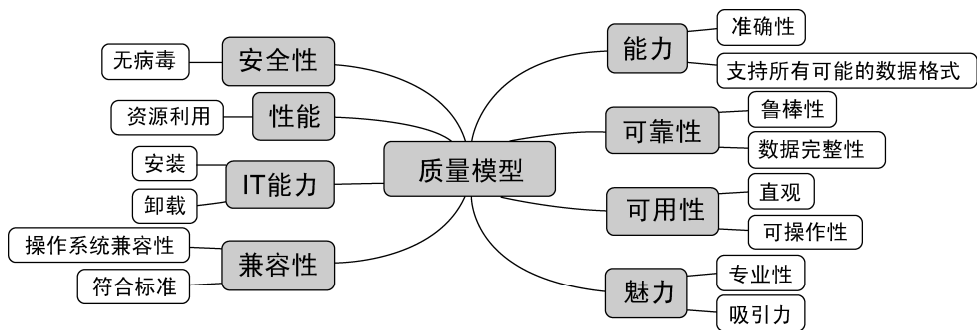 质量模型
安全性
无病毒
性能
资源利用
IT能力
安装
卸载
兼容性
操作系统兼容性
符合标准
能力
准确性
支持所有可能的数据格式
可靠性
鲁棒性
数据完整性
可用性
直观
可操作性
魅力
专业性
吸引力